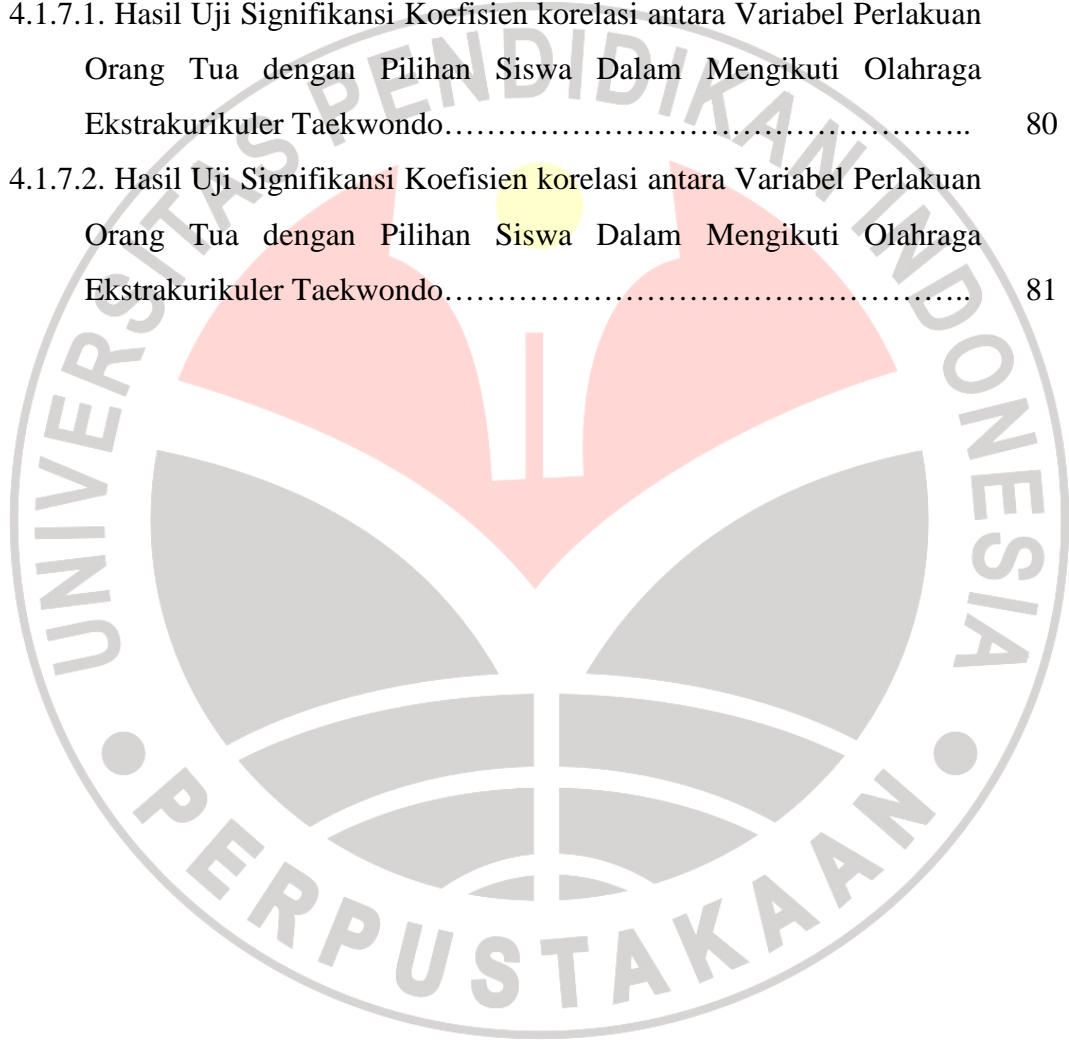 4.1.7.1. Hasil Uji Signifikansi Koefisien korelasi antara Variabel Perlakuan
Orang Tua dengan Pilihan Siswa Dalam Mengikuti Olahraga
Ekstrakurikuler Taekwondo…………………………………………….. 80
4.1.7.2. Hasil Uji Signifikansi Koefisien korelasi antara Variabel Perlakuan
Orang Tua dengan Pilihan Siswa Dalam Mengikuti Olahraga
Ekstrakurikuler Taekwondo…………………………………………….. 81
UNIVERSITAS PENDIDIKAN INDONESIA
PERPUSTAKAAN